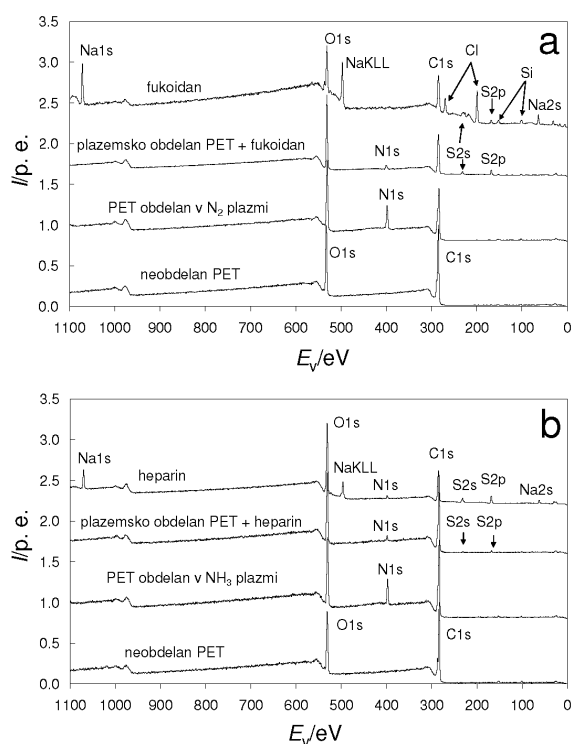 3.5
3.0
2.5
2.0
1.5
1.0
0.5
0.0
I/p. e.
a
O1s
Na1s
NaKLL
C1s
Cl
Si
fukoidan
S2p
Na2s
plazemsko obdelan PET + fukoidan
N1s
S2s
S2p
PET obdelan v N₂ plazmi
N1s
O1s
C1s
neobdelan PET
1100 1000 900 800 700 600 500 400 300 200 100 0
Eᵥ/eV
3.5
3.0
2.5
2.0
1.5
1.0
0.5
0.0
I/p. e.
b
O1s
Na1s
NaKLL
C1s
heparin
N1s
S2s
S2p
Na2s
plazemsko obdelan PET + heparin
N1s
S2s
S2p
PET obdelan v NH₃ plazmi
N1s
O1s
C1s
neobdelan PET
1100 1000 900 800 700 600 500 400 300 200 100 0
Eᵥ/eV